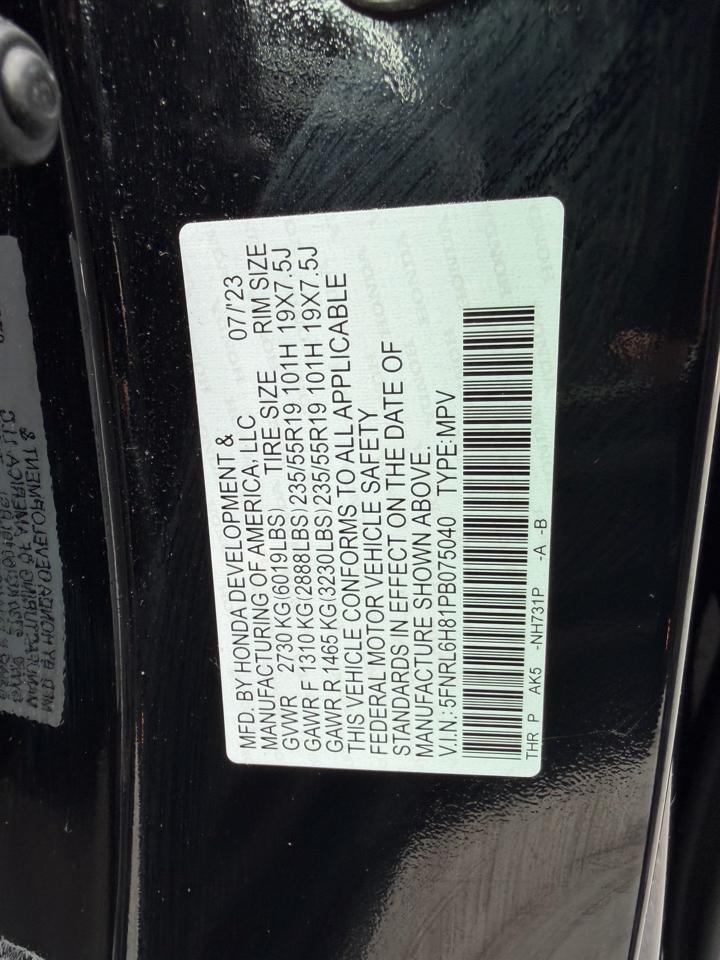 MFD. BY HONDA DEVELOPMENT &
MANUFACTURING OF AMERICA, LLC 07/'23
GVWR 2730 KG(6019LBS) TIRE SIZE RIM SIZE
GAWR F 1310 KG(2888LBS) 235/55R19 101H 19X7.5J
GAWR R 1465 KG(3230LBS) 235/55R19 101H 19X7.5J
THIS VEHICLE CONFORMS TO ALL APPLICABLE
FEDERAL MOTOR VEHICLE SAFETY
STANDARDS IN EFFECT ON THE DATE OF
MANUFACTURE SHOWN ABOVE.
V.I.N.:5FNRL6H81PB075040 TYPE:MPV
THR P AK5 -NH731P -A -B